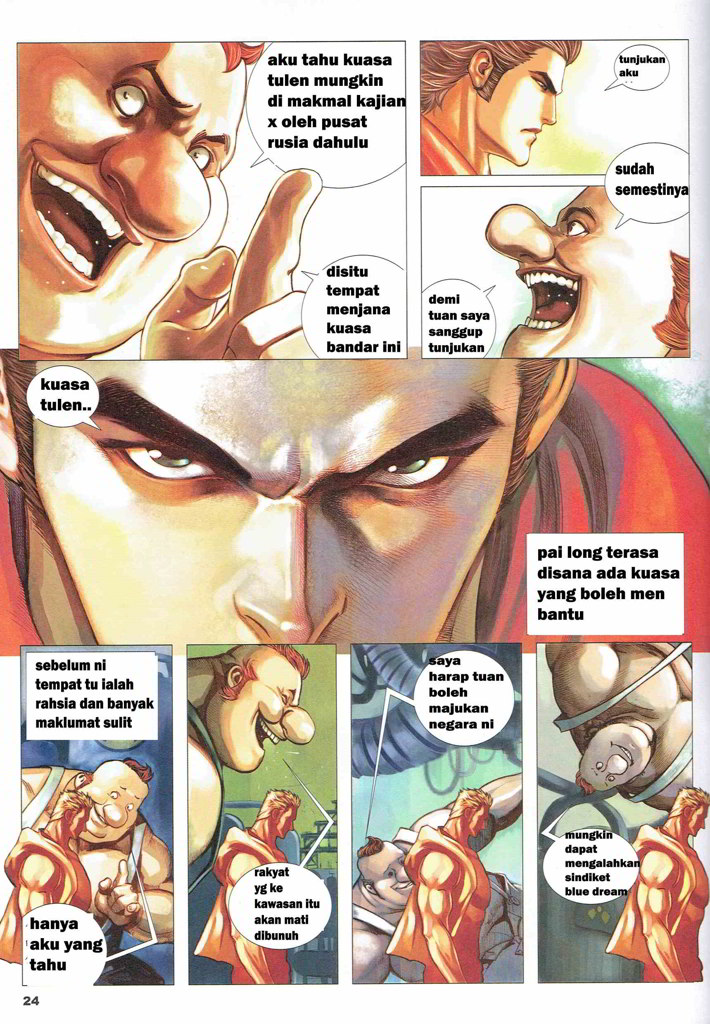 aku tahu kuasa
tulen mungkin
di makmal kajian
x oleh pusat
rusia dahulu
disitu
tempat
menjana
kuasa
bandar ini
tunjukan
aku
sudah
semestinya
demi
tuan saya
sanggup
tunjukan
kuasa
tulen..
pai long terasa
disana ada kuasa
yang boleh men
bantu
sebelum ni
tempat tu ialah
rahsia dan banyak
maklumat sulit
hanya
aku yang
tahu
rakyat
yg ke
kawasan itu
akan mati
dibunuh
saya
harap tuan
boleh
majukan
negara ni
mungkin
dapat
mengalahkan
sindiket
blue dream
24